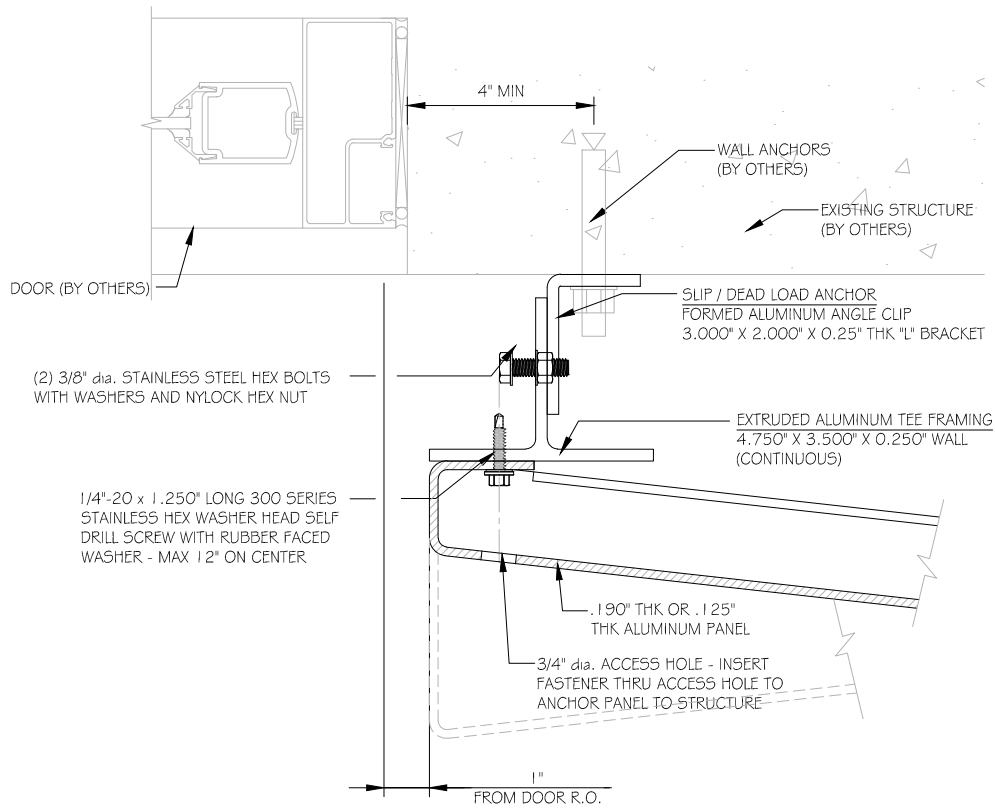 4" MIN
WALL ANCHORS
(BY OTHERS)
EXISTING STRUCTURE
(BY OTHERS)
DOOR (BY OTHERS)
SLIP / DEAD LOAD ANCHOR
FORMED ALUMINUM ANGLE CLIP
3.000" X 2.000" X 0.25" THK "L" BRACKET
(2) 3/8" dia. STAINLESS STEEL HEX BOLTS
WITH WASHERS AND NYLOCK HEX NUT
EXTRUDED ALUMINUM TEE FRAMING
4.750" X 3.500" X 0.250" WALL
(CONTINUOUS)
1/4"-20 x 1.250" LONG 300 SERIES
STAINLESS HEX WASHER HEAD SELF
DRILL SCREW WITH RUBBER FACED
WASHER - MAX 12" ON CENTER
.190" THK OR .125"
THK ALUMINUM PANEL
3/4" dia. ACCESS HOLE - INSERT
FASTENER THRU ACCESS HOLE TO
ANCHOR PANEL TO STRUCTURE
1"
FROM DOOR R.O.